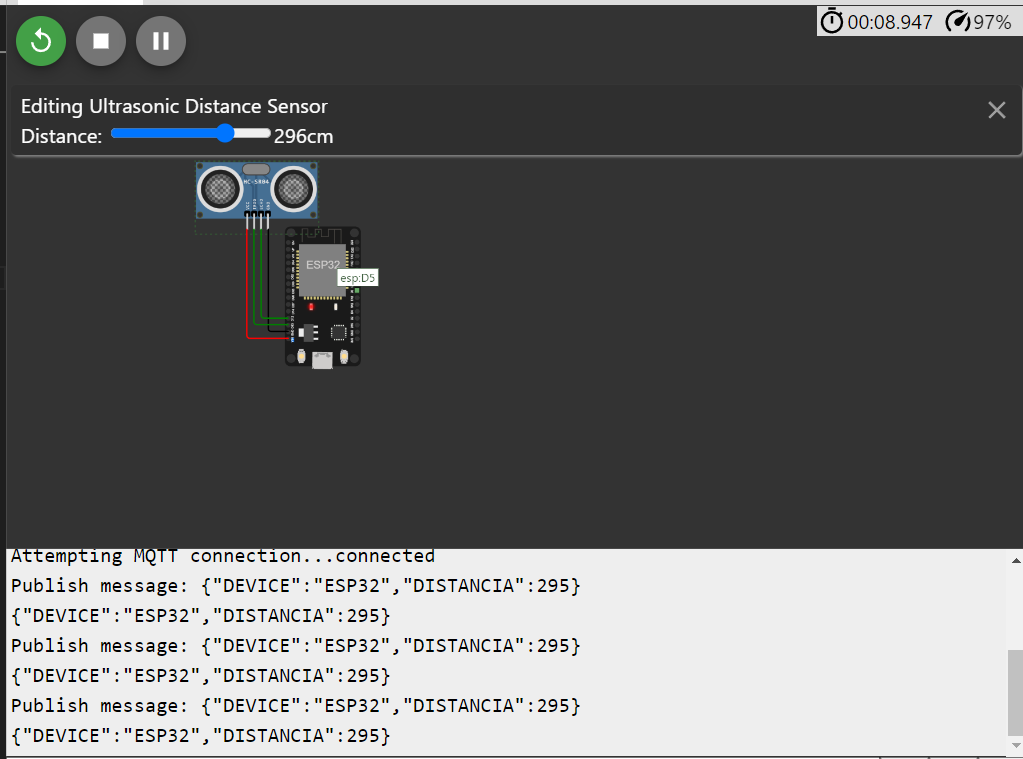 00:08.947 97%
Editing Ultrasonic Distance Sensor
Distance: 296cm
HC-SR04
ESP32
esp:D5
Attempting MQTT connection...connected
Publish message: {"DEVICE":"ESP32","DISTANCIA":295}
{"DEVICE":"ESP32","DISTANCIA":295}
Publish message: {"DEVICE":"ESP32","DISTANCIA":295}
{"DEVICE":"ESP32","DISTANCIA":295}
Publish message: {"DEVICE":"ESP32","DISTANCIA":295}
{"DEVICE":"ESP32","DISTANCIA":295}